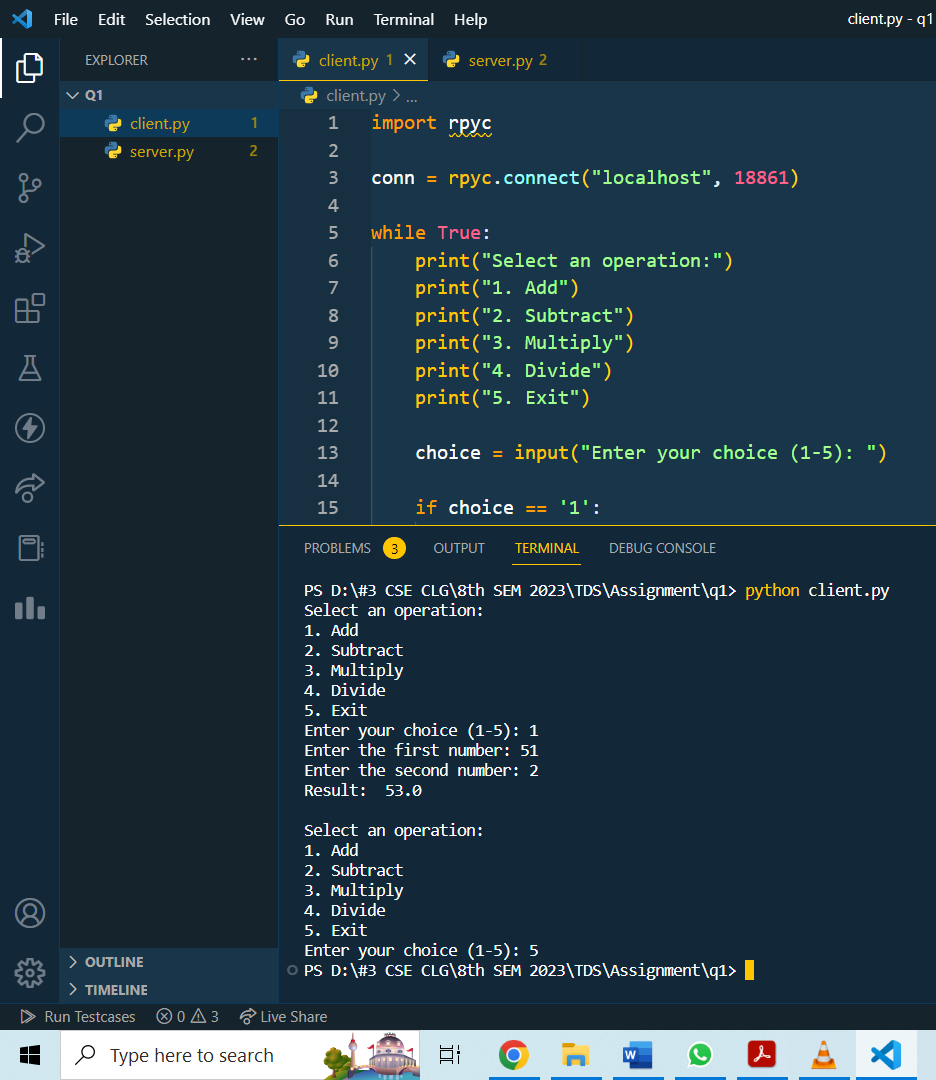 File Edit Selection View Go Run Terminal Help client.py - q1
EXPLORER ...
client.py 1 server.py 2
Q1
client.py 1
server.py 2
client.py > ...
1 import rpyc
2
3 conn = rpyc.connect("localhost", 18861)
4
5 while True:
6 print("Select an operation:")
7 print("1. Add")
8 print("2. Subtract")
9 print("3. Multiply")
10 print("4. Divide")
11 print("5. Exit")
12
13 choice = input("Enter your choice (1-5): ")
14
15 if choice == '1':
PROBLEMS 3 OUTPUT TERMINAL DEBUG CONSOLE
PS D:\#3 CSE CLG\8th SEM 2023\TDS\Assignment\q1> python client.py
Select an operation:
1. Add
2. Subtract
3. Multiply
4. Divide
5. Exit
Enter your choice (1-5): 1
Enter the first number: 51
Enter the second number: 2
Result:  53.0
Select an operation:
1. Add
2. Subtract
3. Multiply
4. Divide
5. Exit
Enter your choice (1-5): 5
PS D:\#3 CSE CLG\8th SEM 2023\TDS\Assignment\q1>
OUTLINE
TIMELINE
Run Testcases 0 3 Live Share
Type here to search
W